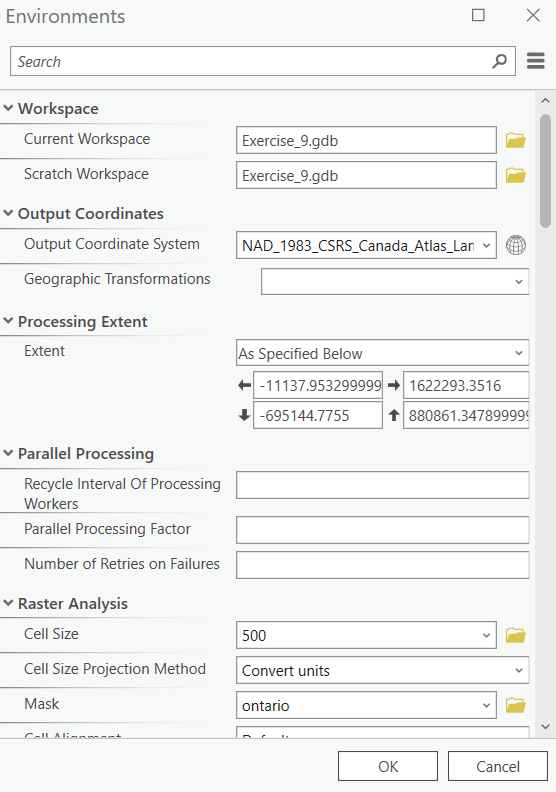 Environments
Search
Workspace
Current Workspace Exercise_9.gdb
Scratch Workspace Exercise_9.gdb
Output Coordinates
Output Coordinate System NAD_1983_CSRS_Canada_Atlas_Lan
Geographic Transformations
Processing Extent
Extent As Specified Below
-11137.953299999 1622293.3516
-695144.7755 880861.347899999
Parallel Processing
Recycle Interval Of Processing
Workers
Parallel Processing Factor
Number of Retries on Failures
Raster Analysis
Cell Size 500
Cell Size Projection Method Convert units
Mask ontario
Cell Alignment Default
OK Cancel